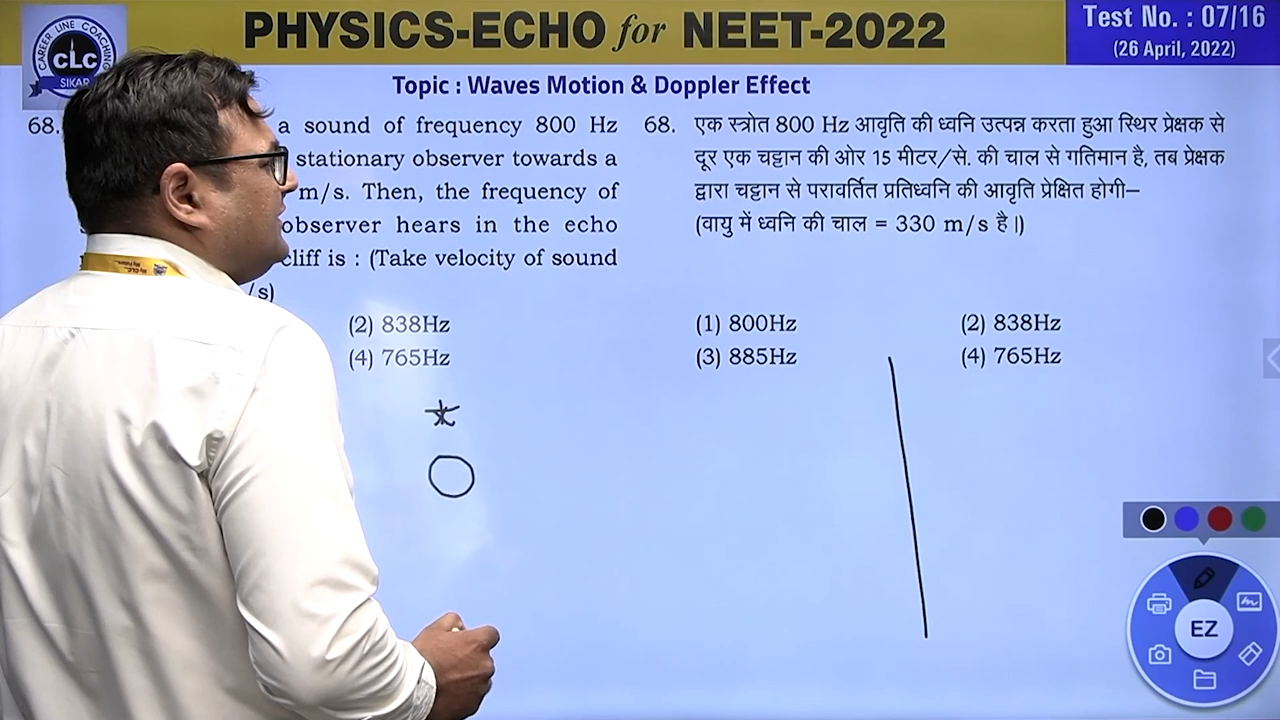 PHYSICS-ECHO for NEET-2022
Test No. : 07/16
(26 April, 2022)
CAREER LINE COACHING
CLC
SIKAR
Topic : Waves Motion & Doppler Effect
68.
a sound of frequency 800 Hz
stationary observer towards a
m/s. Then, the frequency of
observer hears in the echo
cliff is : (Take velocity of sound
/s)
(2) 838Hz
(4) 765Hz
68. एक स्त्रोत 800 Hz आवृति की ध्वनि उत्पन्न करता हुआ स्थिर प्रेक्षक से
दूर एक चट्टान की ओर 15 मीटर/से. की चाल से गतिमान है, तब प्रेक्षक
द्वारा चट्टान से परावर्तित प्रतिध्वनि की आवृति प्रेक्षित होगी–
(वायु में ध्वनि की चाल = 330 m/s है।)
(1) 800Hz (2) 838Hz
(3) 885Hz (4) 765Hz
EZ